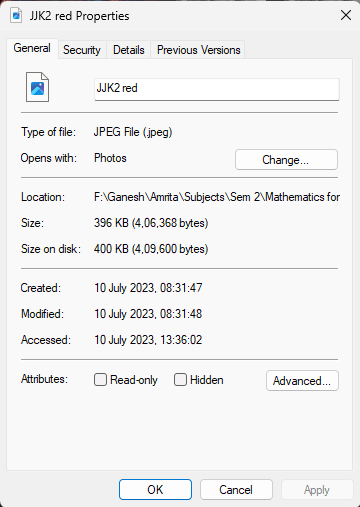 JJK2 red Properties
General Security Details Previous Versions
JJK2 red
Type of file: JPEG File (.jpeg)
Opens with: Photos Change...
Location: F:\Ganesh\Amrita\Subjects\Sem 2\Mathematics for
Size: 396 KB (4,06,368 bytes)
Size on disk: 400 KB (4,09,600 bytes)
Created: 10 July 2023, 08:31:47
Modified: 10 July 2023, 08:31:48
Accessed: 10 July 2023, 13:36:02
Attributes: Read-only Hidden Advanced...
OK Cancel Apply